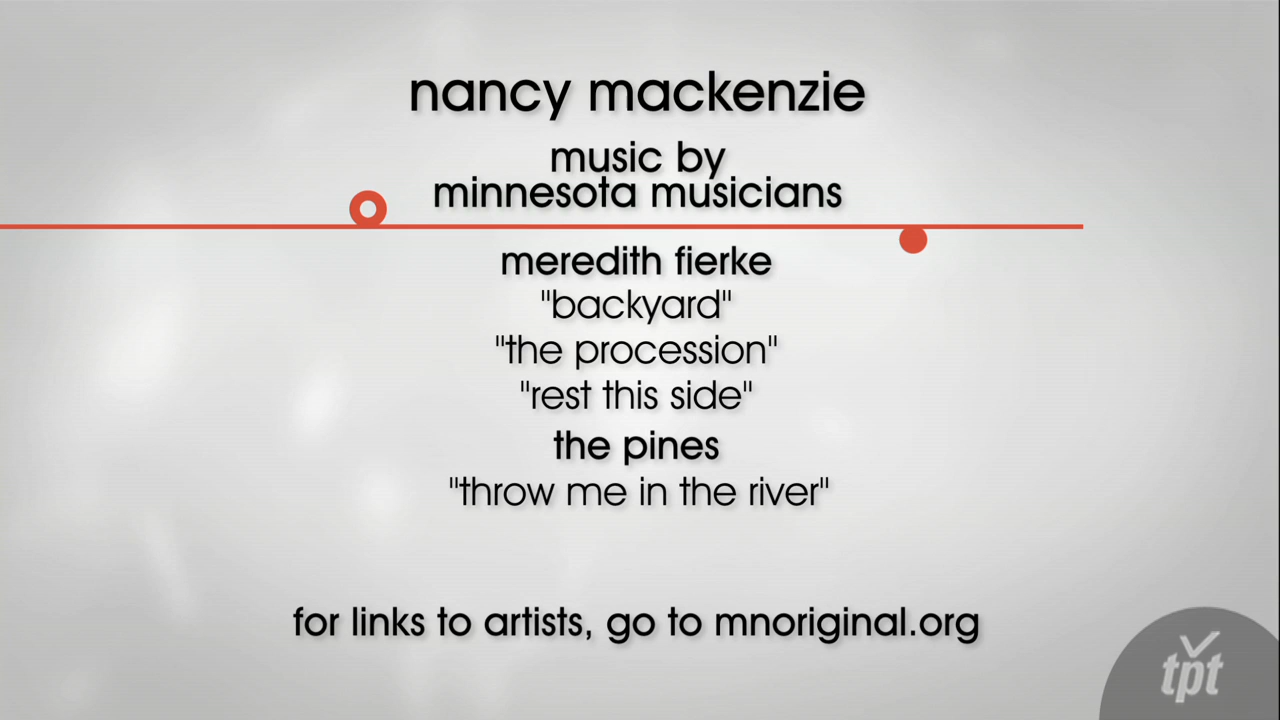 nancy mackenzie
music by
minnesota musicians
meredith fierke
"backyard"
"the procession"
"rest this side"
the pines
"throw me in the river"
for links to artists, go to mnoriginal.org
tpt